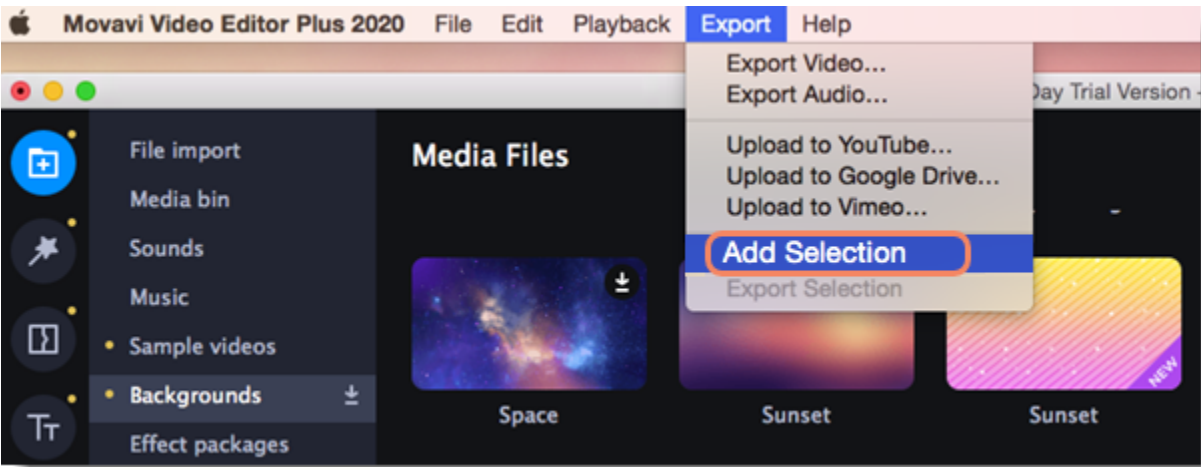 Movavi Video Editor Plus 2020 File Edit Playback Export Help
Export Video...
Export Audio...
Day Trial Version -
Upload to YouTube...
Upload to Google Drive...
Upload to Vimeo...
Add Selection
Export Selection
File import
Media bin
Sounds
Music
Sample videos
Backgrounds
Effect packages
Media Files
Space
Sunset
NEW
Sunset
TT